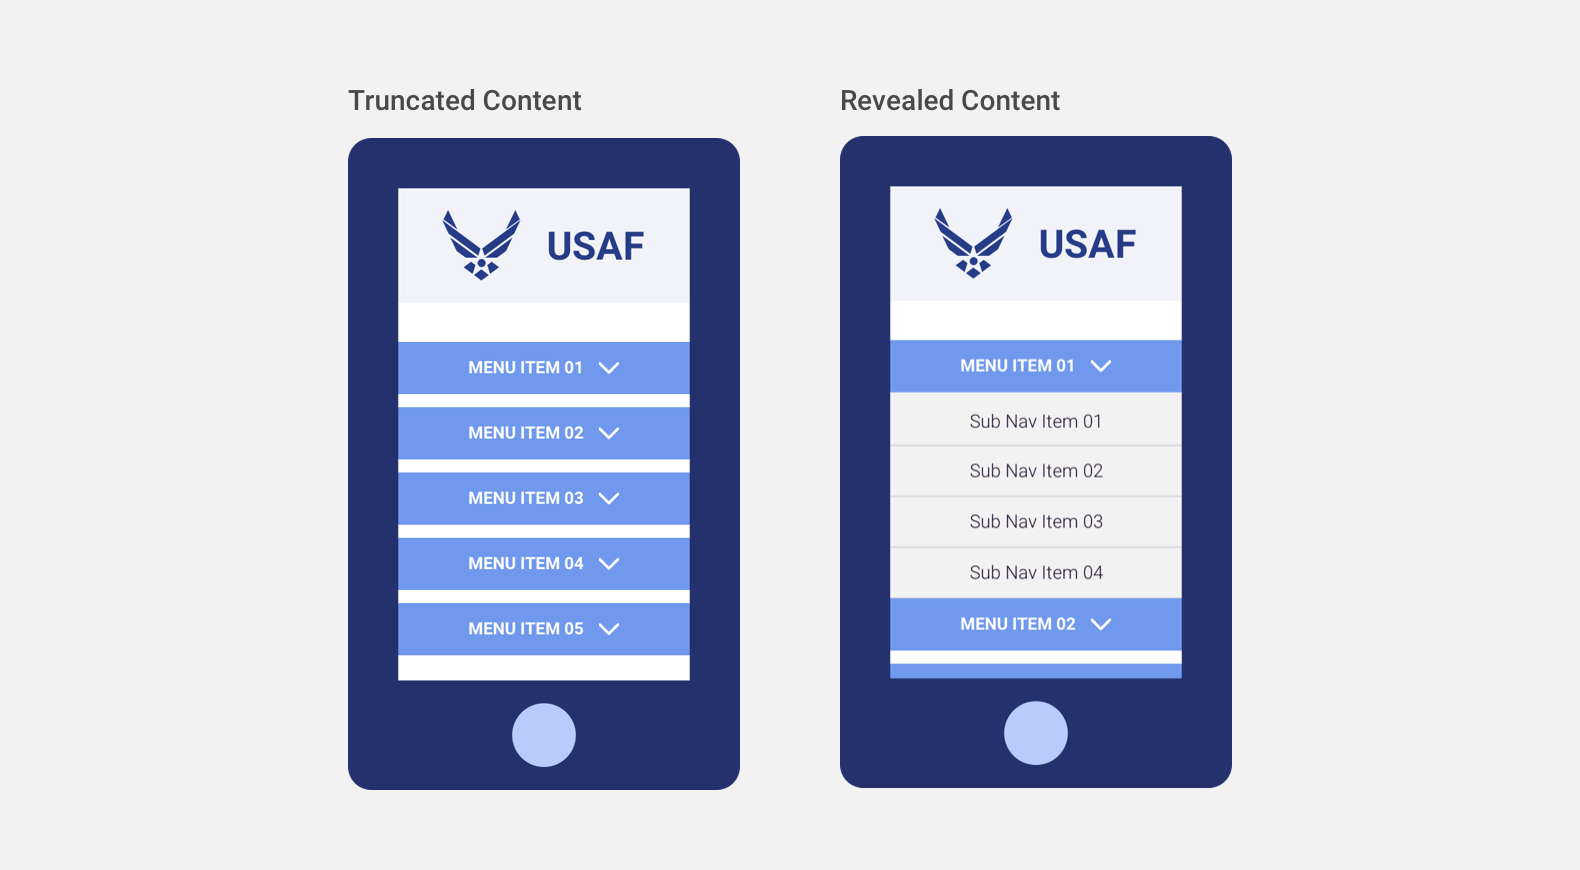 Truncated Content
USAF
MENU ITEM 01
MENU ITEM 02
MENU ITEM 03
MENU ITEM 04
MENU ITEM 05
Revealed Content
USAF
MENU ITEM 01
Sub Nav Item 01
Sub Nav Item 02
Sub Nav Item 03
Sub Nav Item 04
MENU ITEM 02